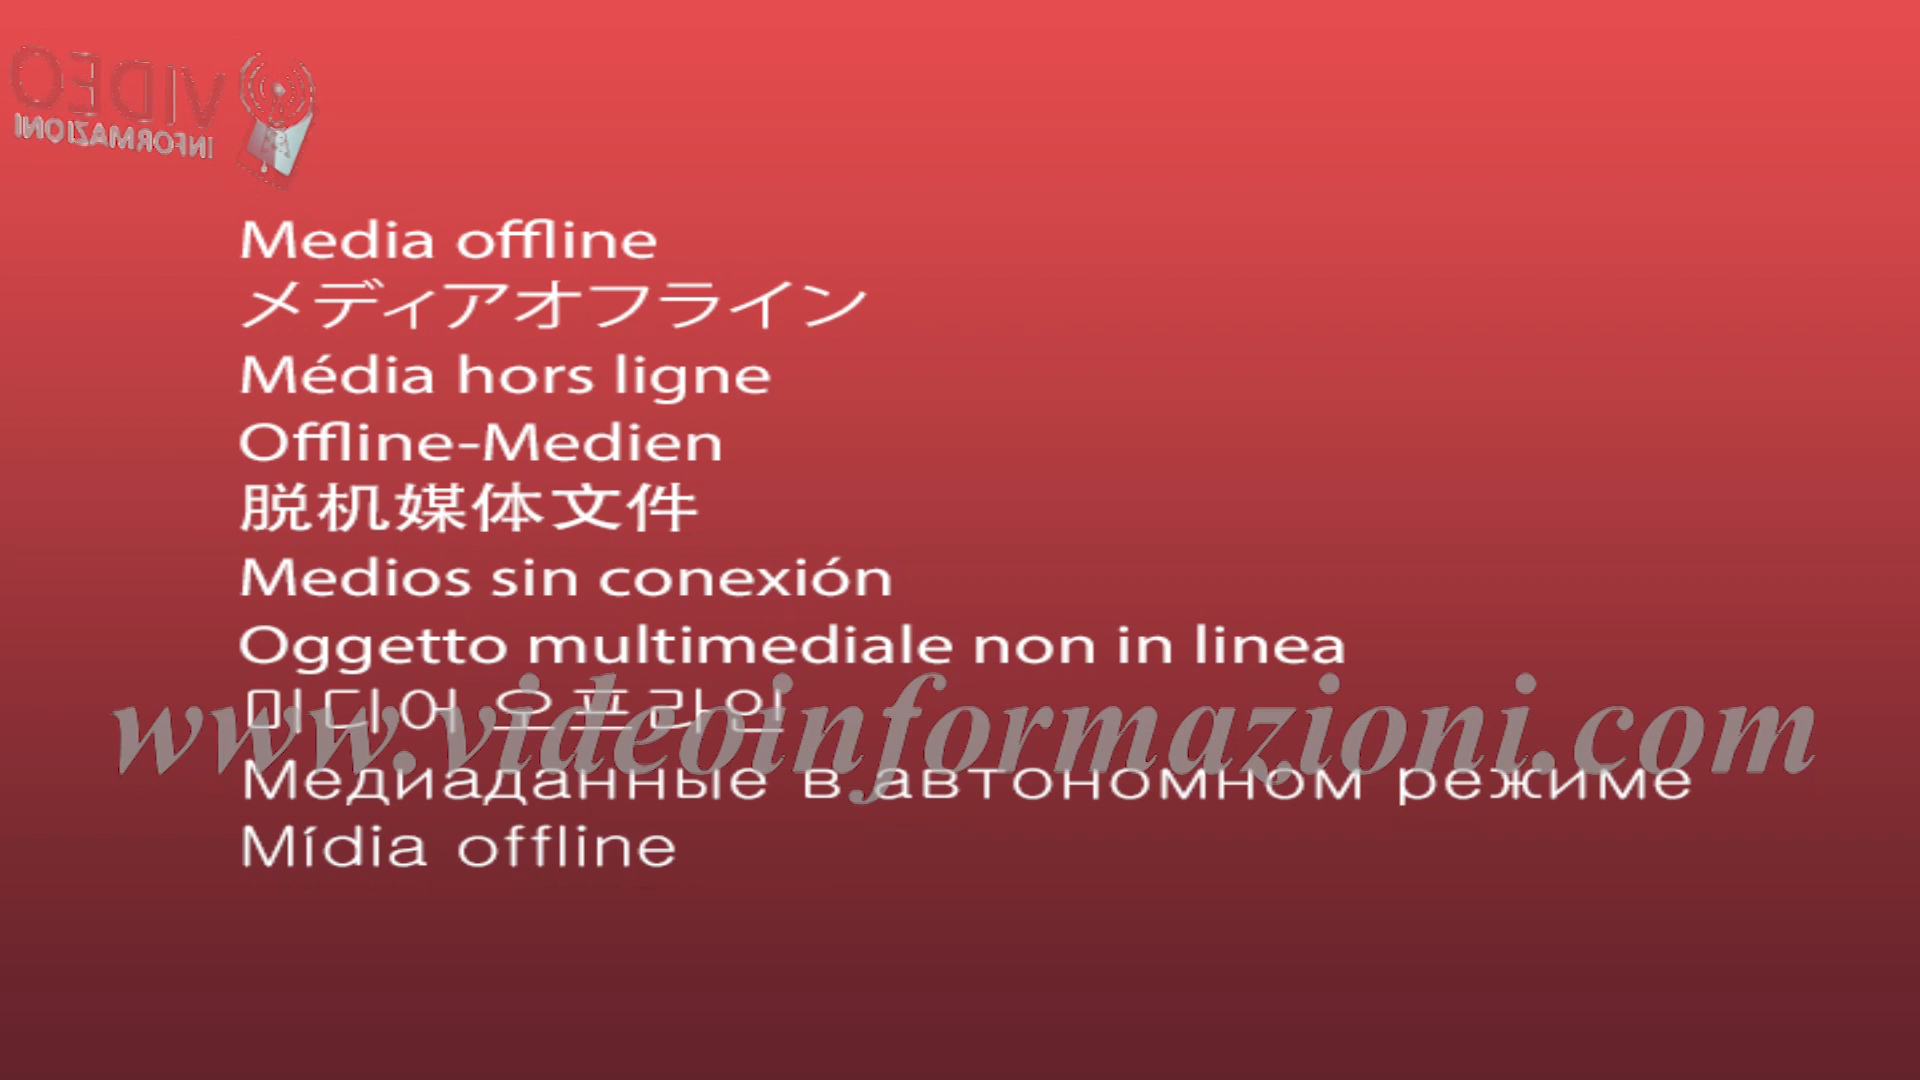 VIDEO
INFORMAZIONI
Media offline
メディアオフライン
Média hors ligne
Offline-Medien
脱机媒体文件
Medios sin conexión
Oggetto multimediale non in linea
미디어 오프라인
www.videoinformazioni.com
Медиаданные в автономном режиме
Mídia offline